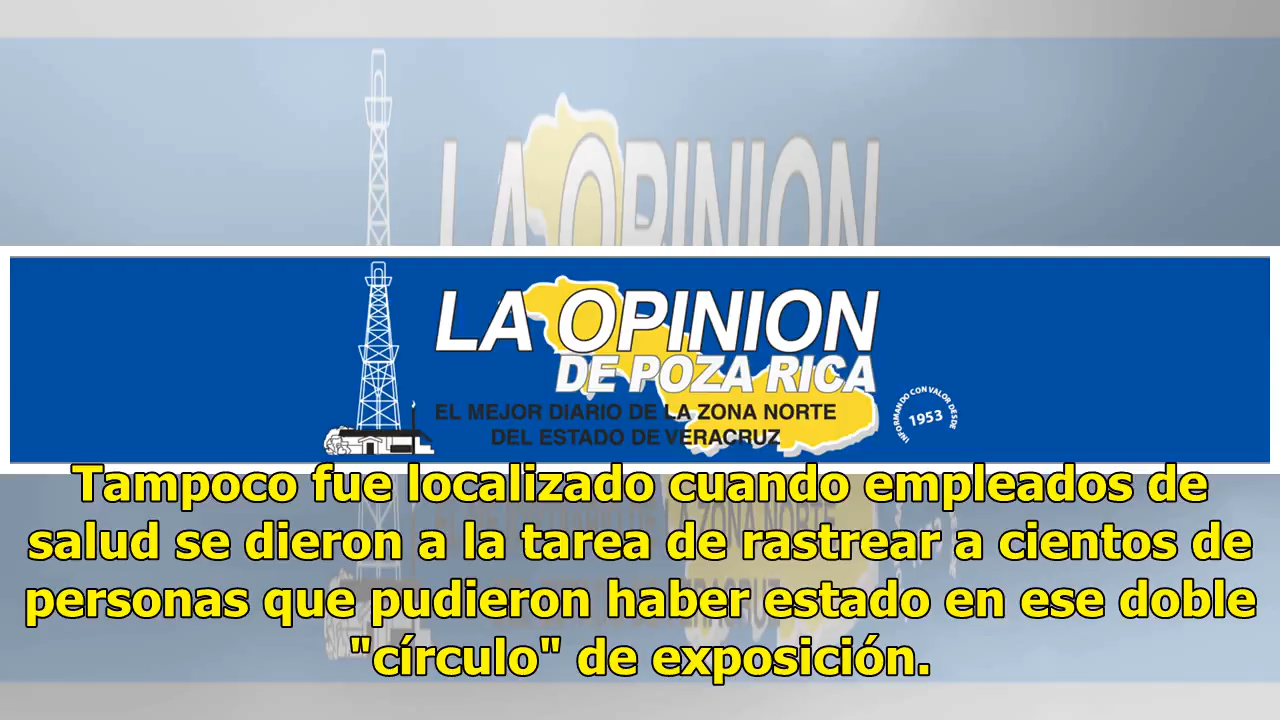 LA OPINION
LA OPINION
DE POZA RICA
EL MEJOR DIARIO DE LA ZONA NORTE
DEL ESTADO DE VERACRUZ
INFORMANDO CON VALOR DESDE
1953
Tampoco fue localizado cuando empleados de
salud se dieron a la tarea de rastrear a cientos de
personas que pudieron haber estado en ese doble
"círculo" de exposición.